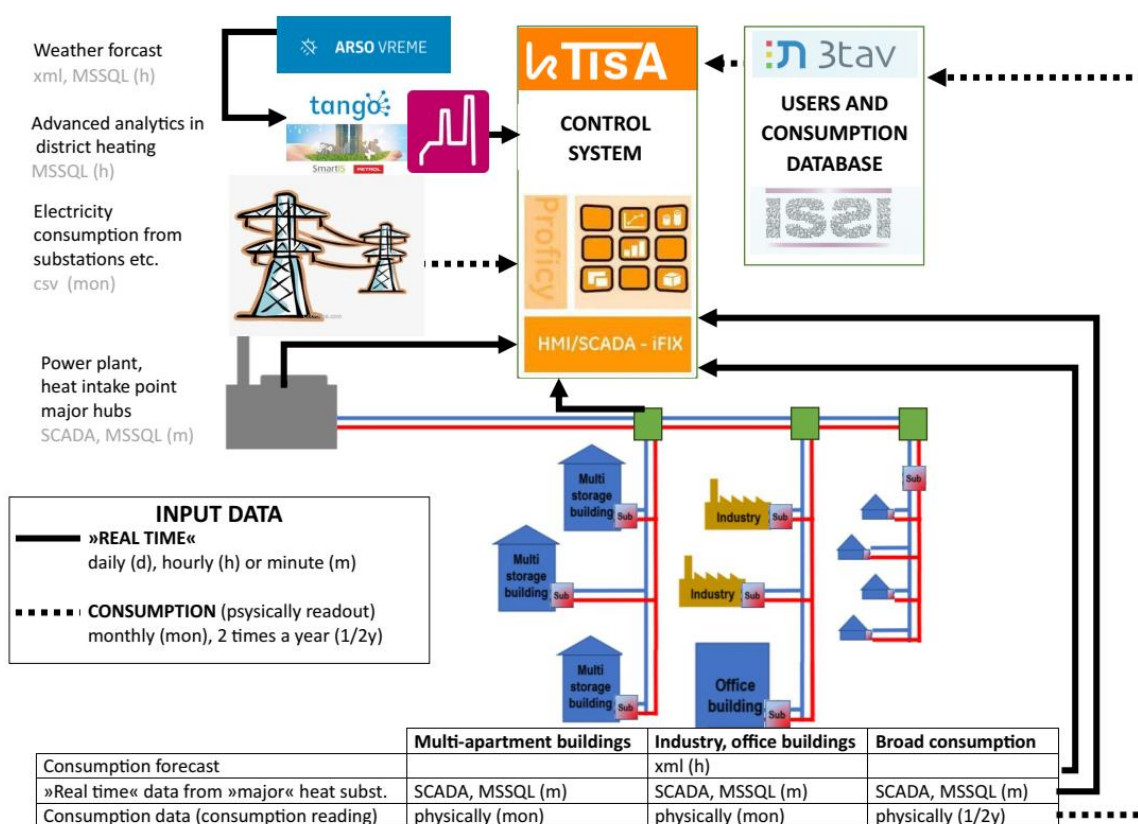 Weather forcast
xml, MSSQL (h)
Advanced analytics in
district heating
MSSQL (h)
Electricity
consumption from
substations etc.
csv (mon)
Power plant,
heat intake point
major hubs
SCADA, MSSQL (m)
ARSO VREME
tango
SmartIS
PETROL
kTISA
CONTROL
SYSTEM
Proficy
HMI/SCADA - iFIX
3tav
USERS AND
CONSUMPTION
DATABASE
ISSI
INPUT DATA
»REAL TIME«
daily (d), hourly (h) or minute (m)
CONSUMPTION (psysically readout)
monthly (mon), 2 times a year (1/2y)
Multi
storage
building
Sub
Multi
storage
building
Sub
Multi
storage
building
Sub
Industry
Sub
Industry
Sub
Office
building
Sub
Sub
Multi-apartment buildings Industry, office buildings Broad consumption
Consumption forecast xml (h)
»Real time« data from »major« heat subst. SCADA, MSSQL (m) SCADA, MSSQL (m) SCADA, MSSQL (m)
Consumption data (consumption reading) physically (mon) physically (mon) physically (1/2y)